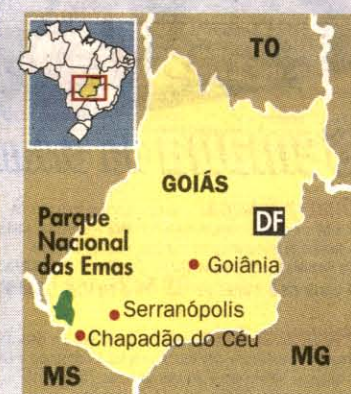 TO
GOIÁS
DF
Parque
Nacional
das Emas
Goiânia
Serranópolis
Chapadão do Céu
MG
MS